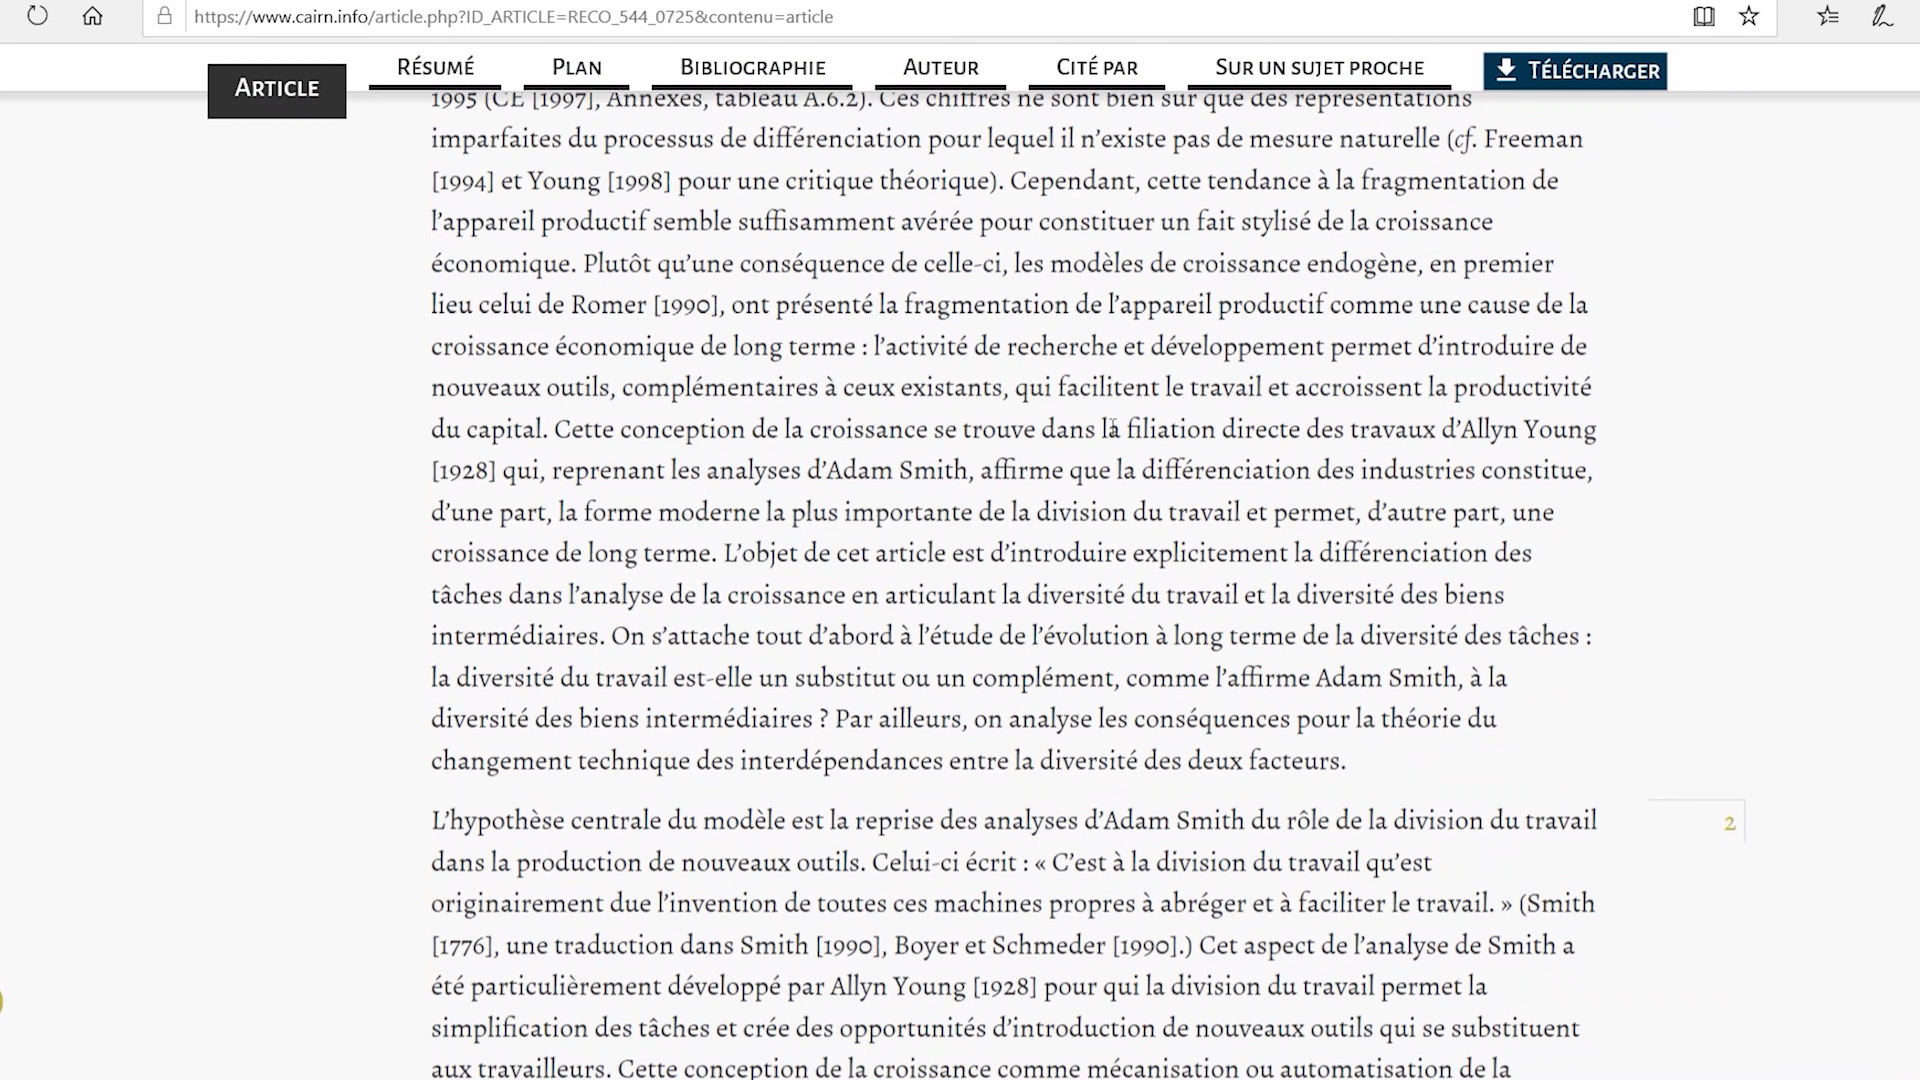 https://www.cairn.info/article.php?ID_ARTICLE=RECO_544_0725&contenu=article
ARTICLE RÉSUMÉ PLAN BIBLIOGRAPHIE AUTEUR CITÉ PAR SUR UN SUJET PROCHE TÉLÉCHARGER
1995 (CE [1997], Annexes, tableau A.6.2). Ces chiffres ne sont bien sûr que des représentations
imparfaites du processus de différenciation pour lequel il n’existe pas de mesure naturelle (cf. Freeman
[1994] et Young [1998] pour une critique théorique). Cependant, cette tendance à la fragmentation de
l’appareil productif semble suffisamment avérée pour constituer un fait stylisé de la croissance
économique. Plutôt qu’une conséquence de celle-ci, les modèles de croissance endogène, en premier
lieu celui de Romer [1990], ont présenté la fragmentation de l’appareil productif comme une cause de la
croissance économique de long terme : l’activité de recherche et développement permet d’introduire de
nouveaux outils, complémentaires à ceux existants, qui facilitent le travail et accroissent la productivité
du capital. Cette conception de la croissance se trouve dans la filiation directe des travaux d’Allyn Young
[1928] qui, reprenant les analyses d’Adam Smith, affirme que la différenciation des industries constitue,
d’une part, la forme moderne la plus importante de la division du travail et permet, d’autre part, une
croissance de long terme. L’objet de cet article est d’introduire explicitement la différenciation des
tâches dans l’analyse de la croissance en articulant la diversité du travail et la diversité des biens
intermédiaires. On s’attache tout d’abord à l’étude de l’évolution à long terme de la diversité des tâches :
la diversité du travail est-elle un substitut ou un complément, comme l’affirme Adam Smith, à la
diversité des biens intermédiaires ? Par ailleurs, on analyse les conséquences pour la théorie du
changement technique des interdépendances entre la diversité des deux facteurs.
L’hypothèse centrale du modèle est la reprise des analyses d’Adam Smith du rôle de la division du travail
2
dans la production de nouveaux outils. Celui-ci écrit : « C’est à la division du travail qu’est
originairement due l’invention de toutes ces machines propres à abréger et à faciliter le travail. » (Smith
[1776], une traduction dans Smith [1990], Boyer et Schmeder [1990].) Cet aspect de l’analyse de Smith a
été particulièrement développé par Allyn Young [1928] pour qui la division du travail permet la
simplification des tâches et crée des opportunités d’introduction de nouveaux outils qui se substituent
aux travailleurs. Cette conception de la croissance comme mécanisation ou automatisation de la